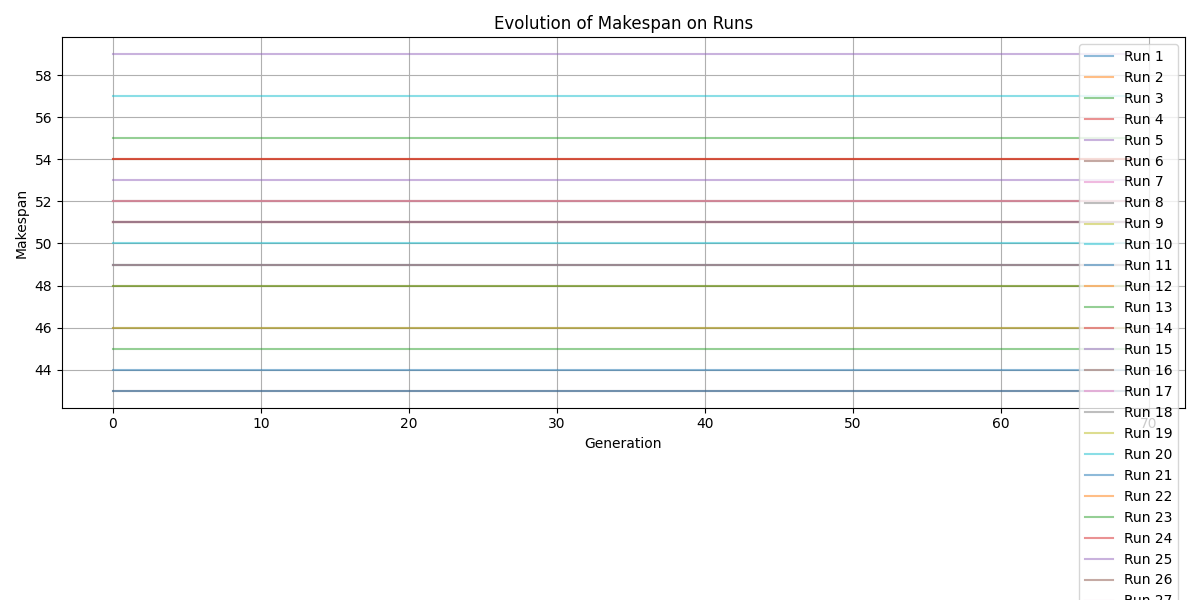 Evolution of Makespan on Runs
Makespan
58
56
54
52
50
48
46
44
0 10 20 30 40 50 60 70
Generation
Run 1
Run 2
Run 3
Run 4
Run 5
Run 6
Run 7
Run 8
Run 9
Run 10
Run 11
Run 12
Run 13
Run 14
Run 15
Run 16
Run 17
Run 18
Run 19
Run 20
Run 21
Run 22
Run 23
Run 24
Run 25
Run 26
Run 27